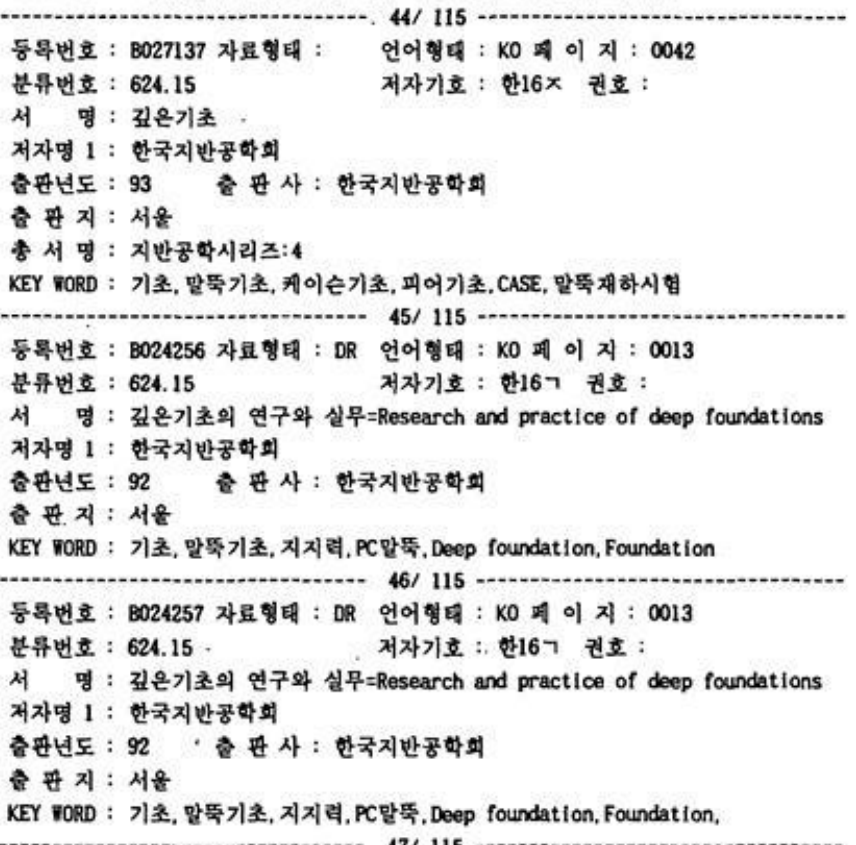 ----------------------------------. 44/ 115 ----------------------------------
등록번호 : B027137 자료형태 : 언어형태 : KO 페 이 지 : 0042
분류번호 : 624.15 저자기호 : 한16ㅈ 권호 :
서 명 : 깊은기초
저자명 1 : 한국지반공학회
출판년도 : 93 출 판 사 : 한국지반공학회
출 판 지 : 서울
총 서 명 : 지반공학시리즈:4
KEY WORD : 기초, 말뚝기초, 케이슨기초, 피어기초, CASE, 말뚝재하시험
---------------------------------- 45/ 115 ----------------------------------
등록번호 : B024256 자료형태 : DR 언어형태 : KO 페 이 지 : 0013
분류번호 : 624.15 저자기호 : 한16ㄱ 권호 :
서 명 : 깊은기초의 연구와 실무=Research and practice of deep foundations
저자명 1 : 한국지반공학회
출판년도 : 92 출 판 사 : 한국지반공학회
출 판 지 : 서울
KEY WORD : 기초, 말뚝기초, 지지력, PC말뚝, Deep foundation, Foundation
---------------------------------- 46/ 115 ----------------------------------
등록번호 : B024257 자료형태 : DR 언어형태 : KO 페 이 지 : 0013
분류번호 : 624.15 저자기호 : 한16ㄱ 권호 :
서 명 : 깊은기초의 연구와 실무=Research and practice of deep foundations
저자명 1 : 한국지반공학회
출판년도 : 92 출 판 사 : 한국지반공학회
출 판 지 : 서울
KEY WORD : 기초, 말뚝기초, 지지력, PC말뚝, Deep foundation, Foundation,
---------------------------------- 47/ 115 ----------------------------------